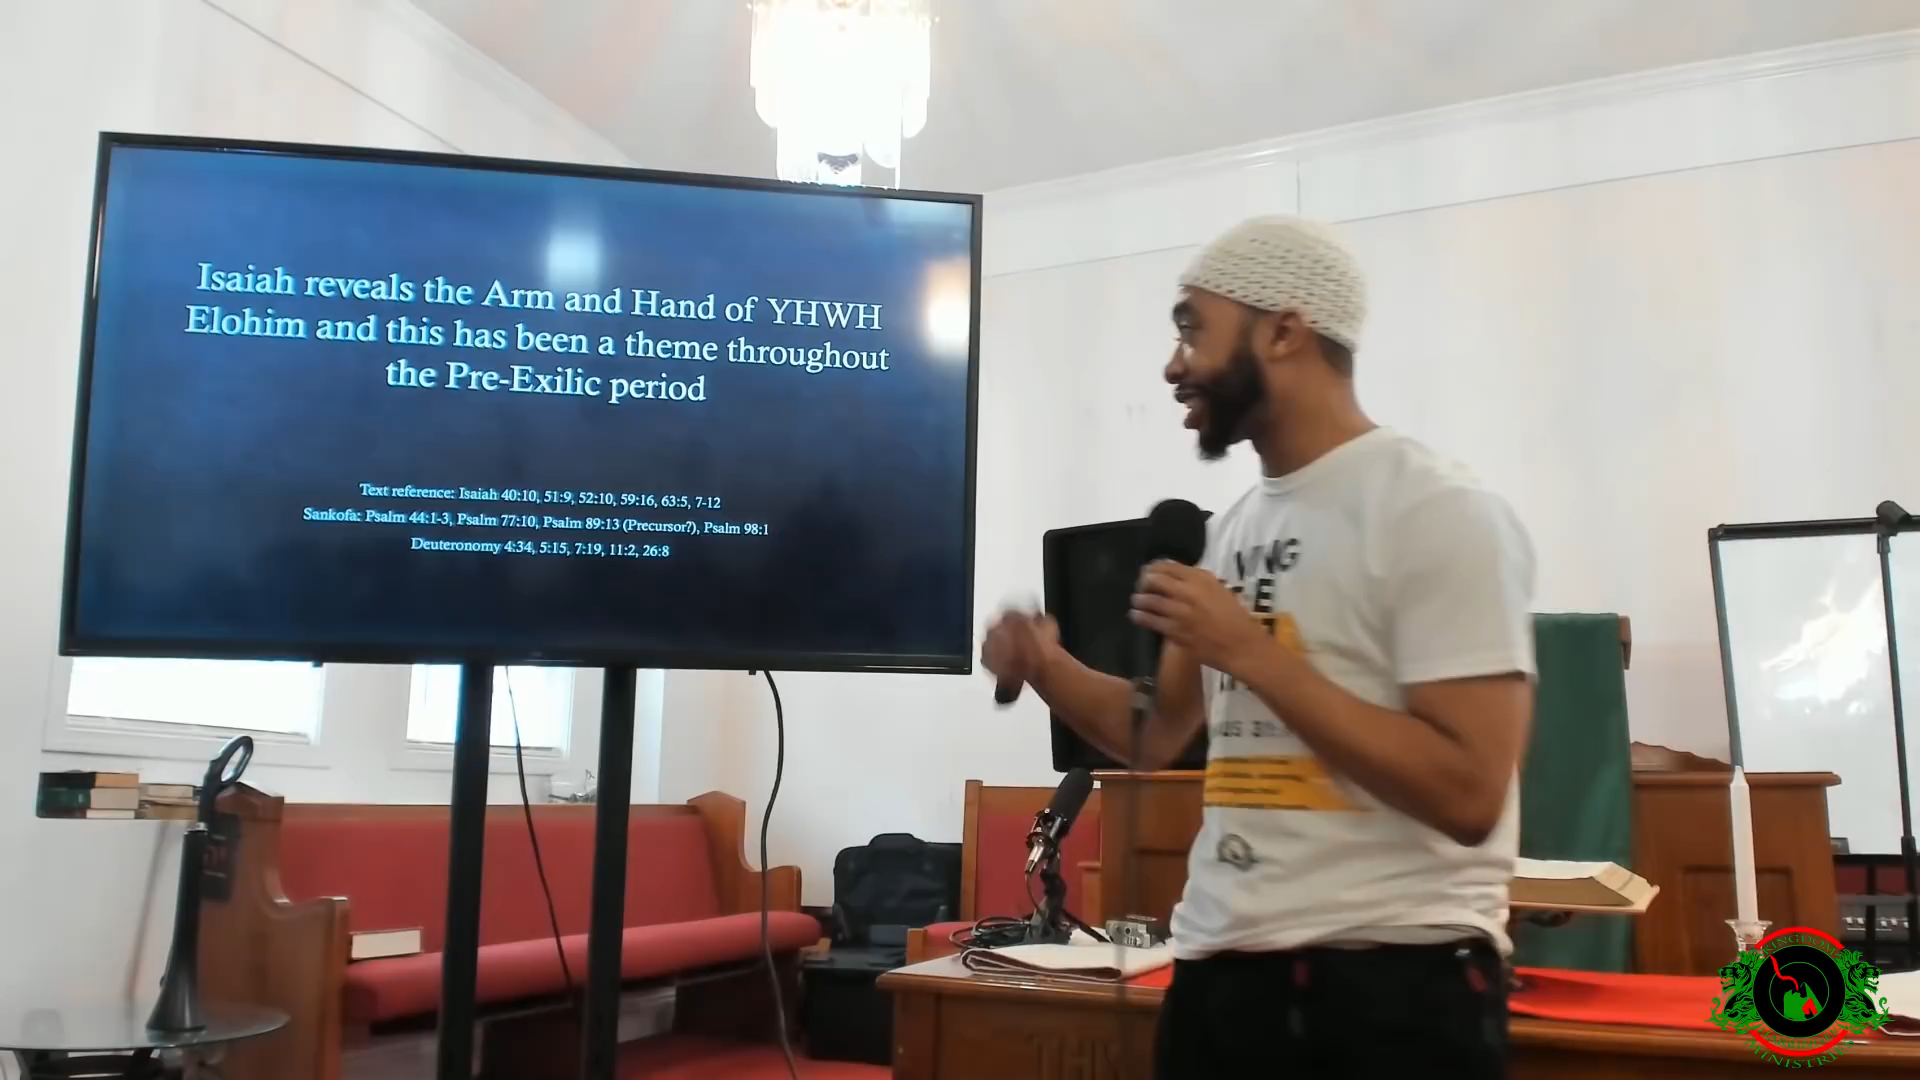 Isaiah reveals the Arm and Hand of YHWH
Elohim and this has been a theme throughout
the Pre-Exilic period
Text reference: Isaiah 40:10, 51:9, 52:10, 59:16, 63:5, 7-12
Sankofa: Psalm 44:1-3, Psalm 77:10, Psalm 89:13 (Precursor?), Psalm 98:1
Deuteronomy 4:34, 5:15, 7:19, 11:2, 26:8
KINGDOM
MINISTRIES